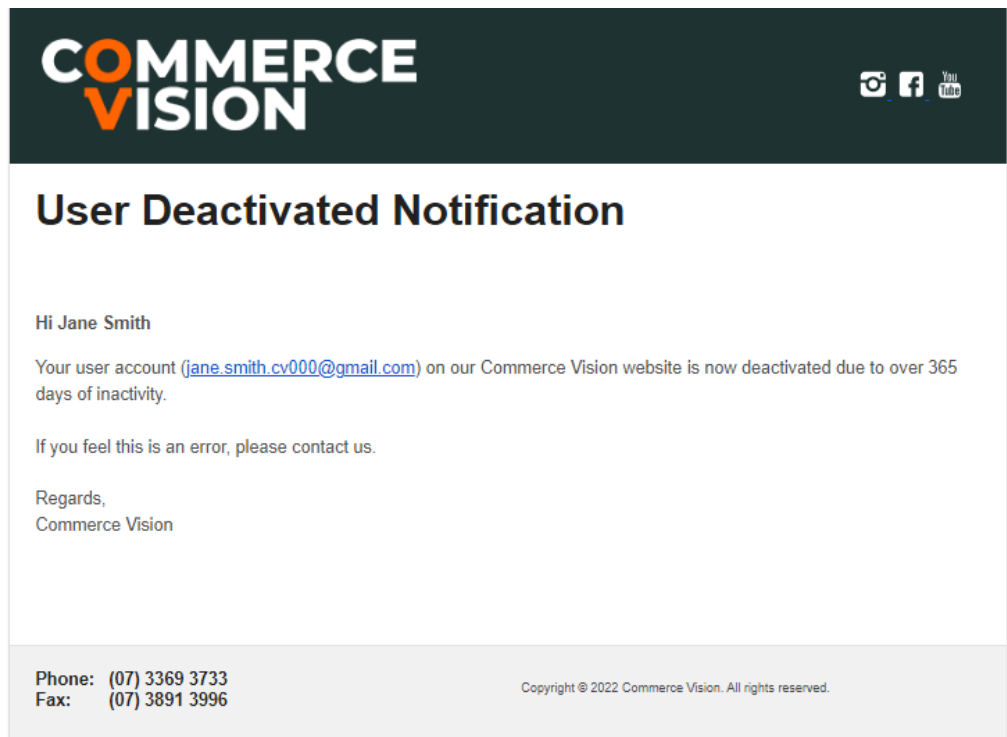 COMMERCE
VISION
You
Tube
User Deactivated Notification
Hi Jane Smith
Your user account (jane.smith.cv000@gmail.com) on our Commerce Vision website is now deactivated due to over 365
days of inactivity.
If you feel this is an error, please contact us.
Regards,
Commerce Vision
Phone: (07) 3369 3733
Fax: (07) 3891 3996
Copyright © 2022 Commerce Vision. All rights reserved.